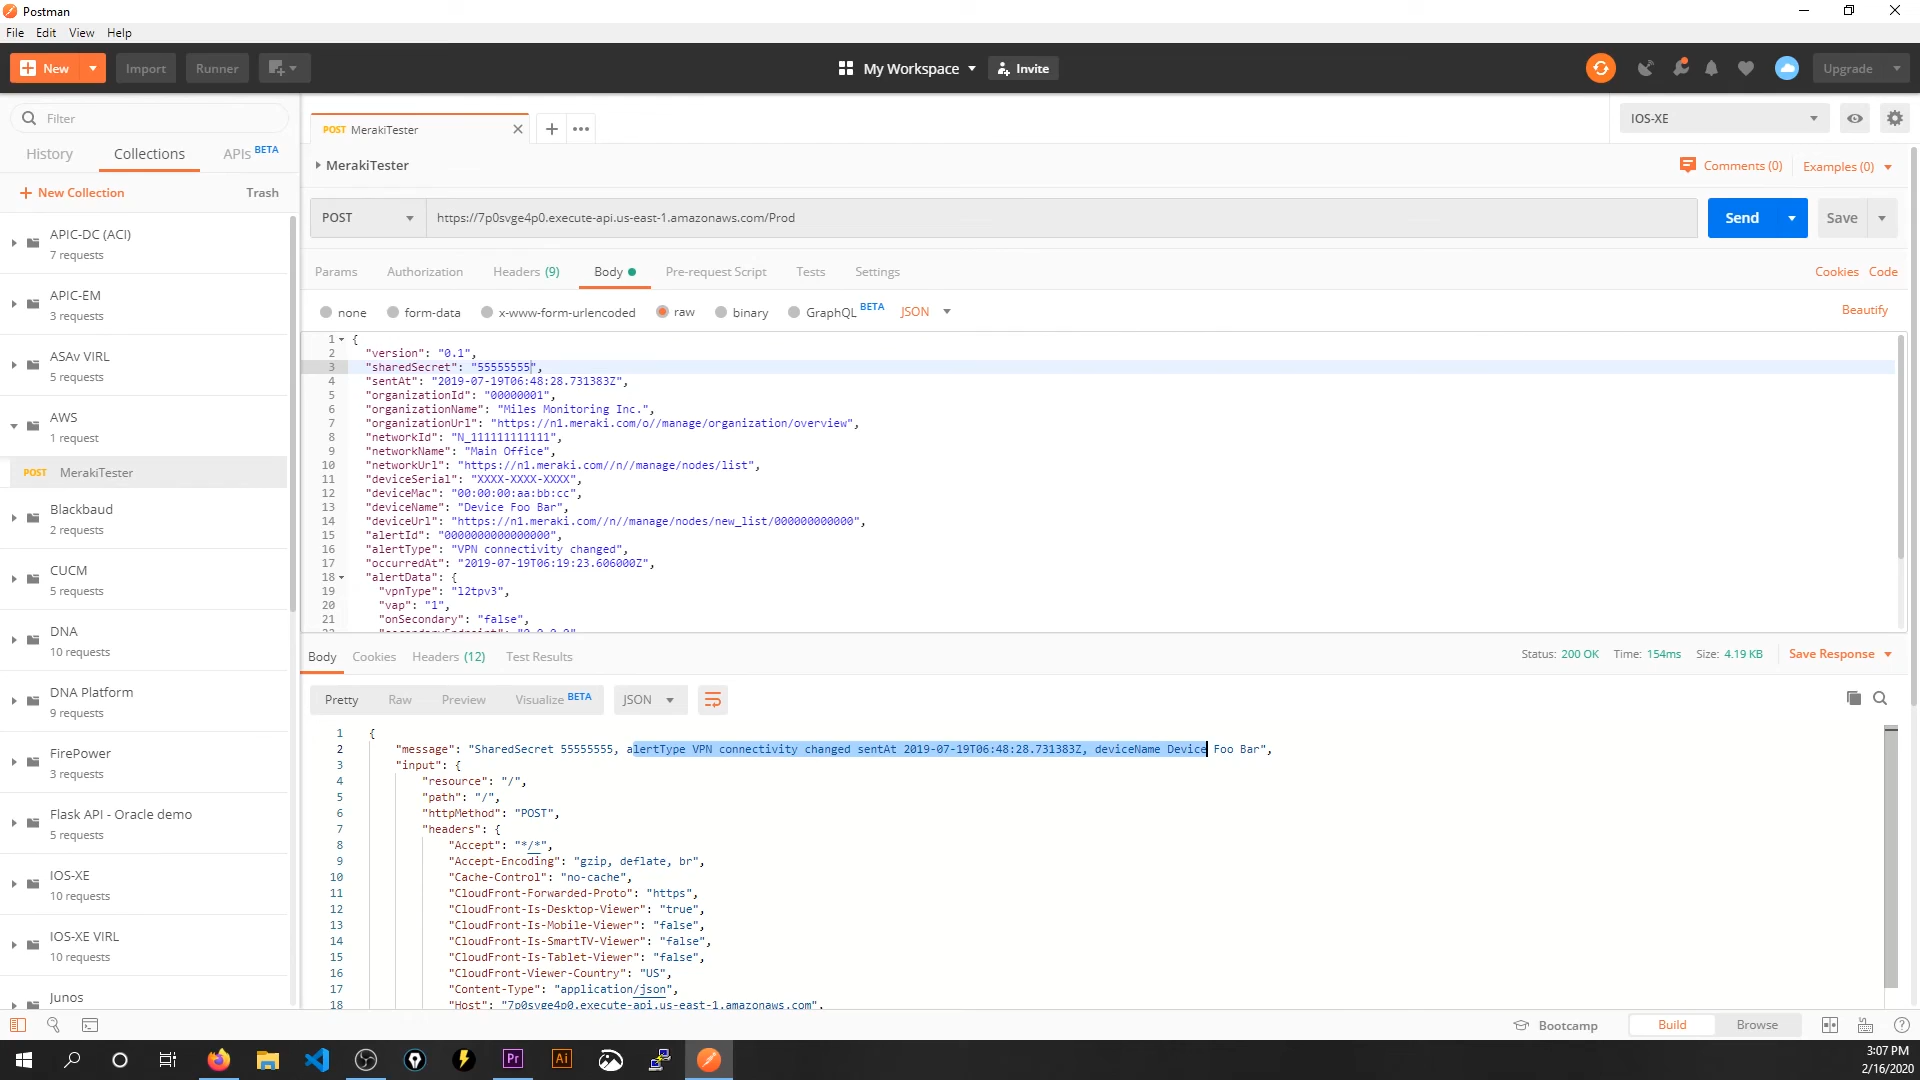 Postman
File Edit View Help
New Import Runner My Workspace Invite Upgrade
Filter
History Collections APIs BETA
New Collection Trash
APIC-DC (ACI)
7 requests
APIC-EM
3 requests
ASAv VIRL
5 requests
AWS
1 request
POST MerakiTester
Blackbaud
2 requests
CUCM
5 requests
DNA
10 requests
DNA Platform
9 requests
FirePower
3 requests
Flask API - Oracle demo
5 requests
IOS-XE
10 requests
IOS-XE VIRL
10 requests
Junos
POST MerakiTester
IOS-XE
MerakiTester
Comments (0) Examples (0)
POST https://7p0svge4p0.execute-api.us-east-1.amazonaws.com/Prod Send Save
Params Authorization Headers (9) Body Pre-request Script Tests Settings Cookies Code
none form-data x-www-form-urlencoded raw binary GraphQL BETA JSON Beautify
1 {
2 "version": "0.1",
3 "sharedSecret": "55555555",
4 "sentAt": "2019-07-19T06:48:28.731383Z",
5 "organizationId": "00000001",
6 "organizationName": "Miles Monitoring Inc.",
7 "organizationUrl": "https://n1.meraki.com/o//manage/organization/overview",
8 "networkId": "N_111111111111",
9 "networkName": "Main Office",
10 "networkUrl": "https://n1.meraki.com//n//manage/nodes/list",
11 "deviceSerial": "XXXX-XXXX-XXXX",
12 "deviceMac": "00:00:00:aa:bb:cc",
13 "deviceName": "Device Foo Bar",
14 "deviceUrl": "https://n1.meraki.com//n//manage/nodes/new_list/000000000000",
15 "alertId": "0000000000000000",
16 "alertType": "VPN connectivity changed",
17 "occurredAt": "2019-07-19T06:19:23.606000Z",
18 "alertData": {
19 "vpnType": "l2tpv3",
20 "vap": "1",
21 "onSecondary": "false",
Body Cookies Headers (12) Test Results Status: 200 OK Time: 154ms Size: 4.19 KB Save Response
Pretty Raw Preview Visualize BETA JSON
1 {
2 "message": "SharedSecret 55555555, alertType VPN connectivity changed sentAt 2019-07-19T06:48:28.731383Z, deviceName Device Foo Bar",
3 "input": {
4 "resource": "/",
5 "path": "/",
6 "httpMethod": "POST",
7 "headers": {
8 "Accept": "*/*",
9 "Accept-Encoding": "gzip, deflate, br",
10 "Cache-Control": "no-cache",
11 "CloudFront-Forwarded-Proto": "https",
12 "CloudFront-Is-Desktop-Viewer": "true",
13 "CloudFront-Is-Mobile-Viewer": "false",
14 "CloudFront-Is-SmartTV-Viewer": "false",
15 "CloudFront-Is-Tablet-Viewer": "false",
16 "CloudFront-Viewer-Country": "US",
17 "Content-Type": "application/json",
18 "Host": "7p0svge4p0.execute-api.us-east-1.amazonaws.com",
Bootcamp Build Browse
Pr Ai
3:07 PM
2/16/2020